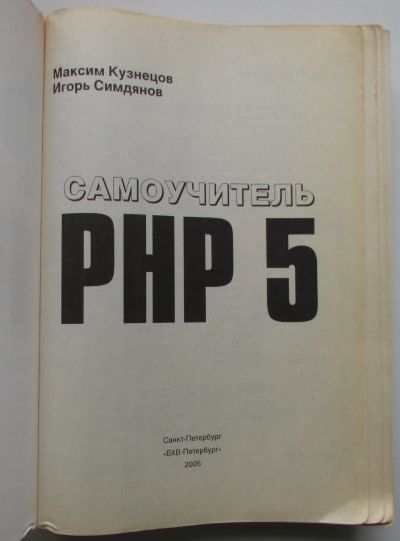 Максим Кузнецов
Игорь Симдянов
САМОУЧИТЕЛЬ
PHP 5
Санкт-Петербург
«БХВ-Петербург»
2005